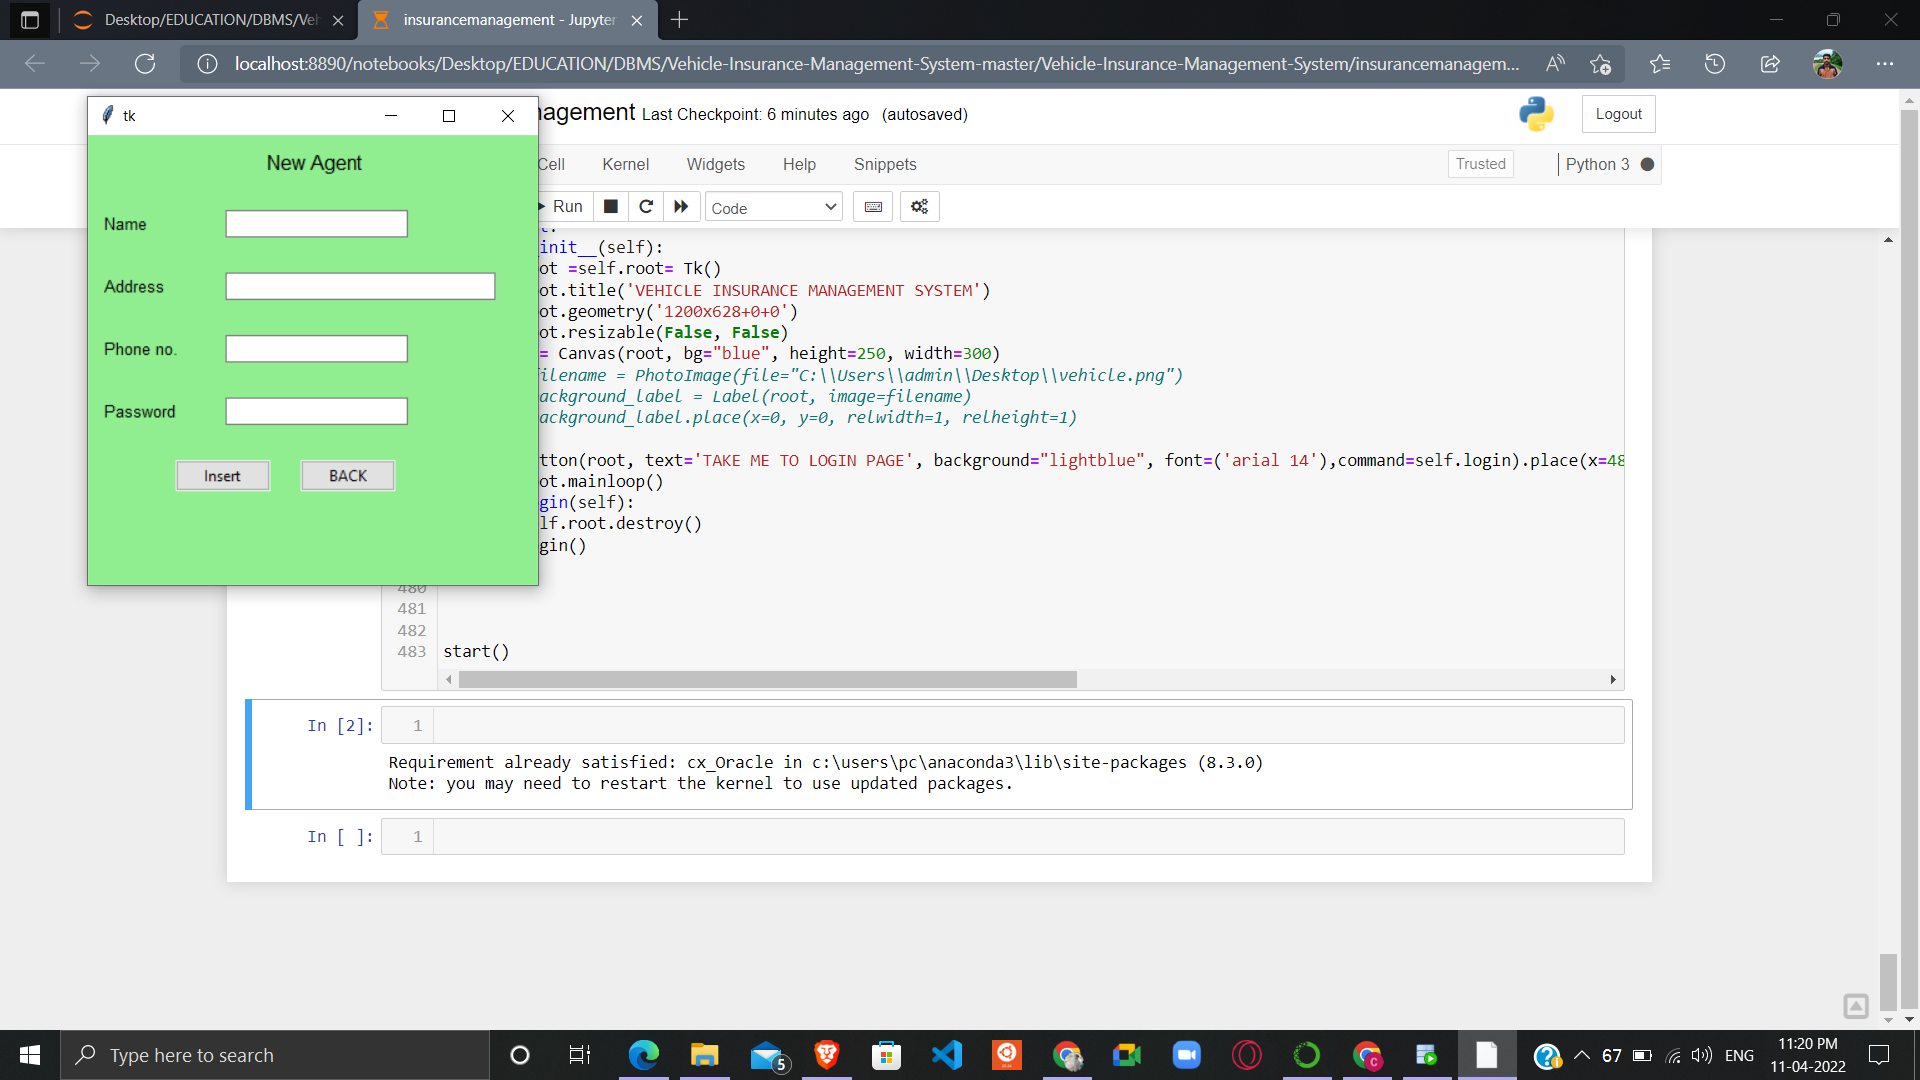 Desktop/EDUCATION/DBMS/Veh
insurancemanagement - Jupyter
localhost:8890/notebooks/Desktop/EDUCATION/DBMS/Vehicle-Insurance-Management-System-master/Vehicle-Insurance-Management-System/insurancemanagem...
tk
nagement Last Checkpoint: 6 minutes ago (autosaved)
Logout
Cell Kernel Widgets Help Snippets
Trusted
Python 3
Run
Code
New Agent
Name
Address
Phone no.
Password
Insert
BACK
init__(self):
ot =self.root= Tk()
ot.title('VEHICLE INSURANCE MANAGEMENT SYSTEM')
ot.geometry('1200x628+0+0')
ot.resizable(False, False)
= Canvas(root, bg="blue", height=250, width=300)
ilename = PhotoImage(file="C:\\Users\\admin\\Desktop\\vehicle.png")
ackground_label = Label(root, image=filename)
ackground_label.place(x=0, y=0, relwidth=1, relheight=1)
tton(root, text='TAKE ME TO LOGIN PAGE', background="lightblue", font=('arial 14'),command=self.login).place(x=48
ot.mainloop()
gin(self):
lf.root.destroy()
gin()
480
481
482
483 start()
In [2]: 1
Requirement already satisfied: cx_Oracle in c:\users\pc\anaconda3\lib\site-packages (8.3.0)
Note: you may need to restart the kernel to use updated packages.
In [ ]: 1
Type here to search
5
67
ENG
11:20 PM
11-04-2022